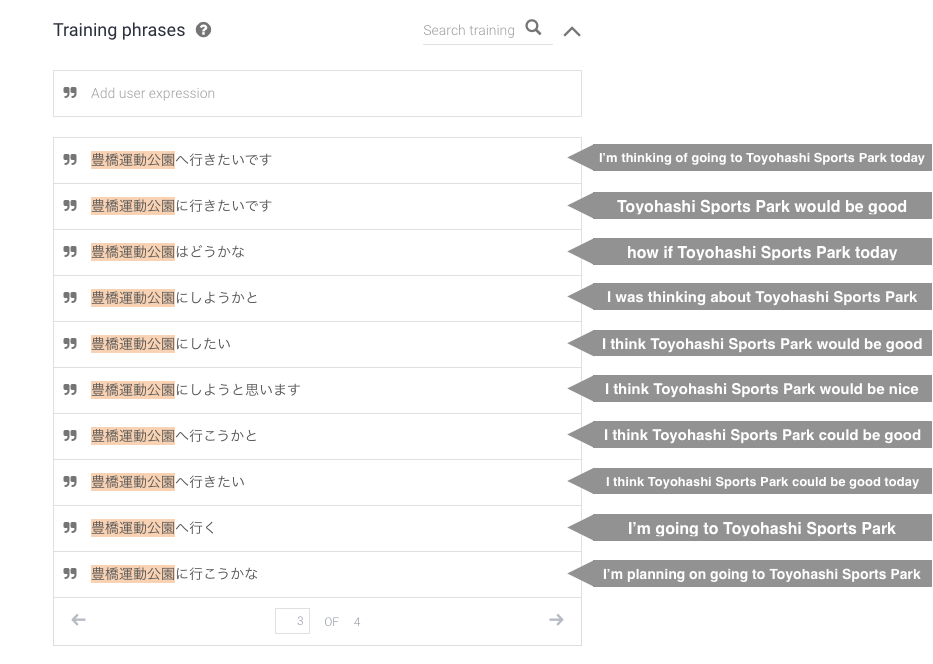 Training phrases ?
Search training
Add user expression
豊橋運動公園へ行きたいです
I'm thinking of going to Toyohashi Sports Park today
豊橋運動公園に行きたいです
Toyohashi Sports Park would be good
豊橋運動公園はどうかな
how if Toyohashi Sports Park today
豊橋運動公園にしようかと
I was thinking about Toyohashi Sports Park
豊橋運動公園にしたい
I think Toyohashi Sports Park would be good
豊橋運動公園にしようと思います
I think Toyohashi Sports Park would be nice
豊橋運動公園へ行こうかと
I think Toyohashi Sports Park could be good
豊橋運動公園へ行きたい
I think Toyohashi Sports Park could be good today
豊橋運動公園へ行く
I'm going to Toyohashi Sports Park
豊橋運動公園に行こうかな
I'm planning on going to Toyohashi Sports Park
3 OF 4